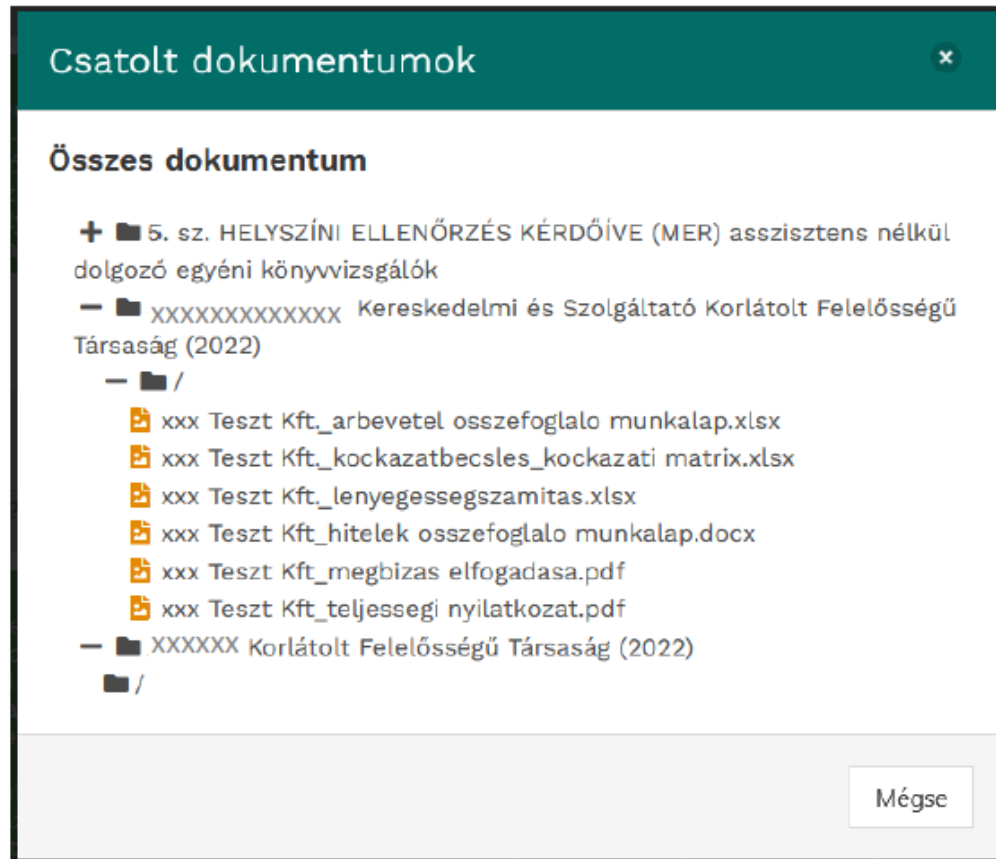 Csatolt dokumentumok
Összes dokumentum
5. sz. HELYSZÍNI ELLENŐRZÉS KÉRDŐÍVE (MER) asszisztens nélkül
dolgozó egyéni könyvvizsgálók
XXXXXXXXXXXXX Kereskedelmi és Szolgáltató Korlátolt Felelősségű
Társaság (2022)
/
xxx Teszt Kft._arbevetel osszefoglalo munkalap.xlsx
xxx Teszt Kft._kockazatbecsles_kockazati matrix.xlsx
xxx Teszt Kft._lenyegessegszamitas.xlsx
xxx Teszt Kft_hitelek osszefoglalo munkalap.docx
xxx Teszt Kft_megbizas elfogadasa.pdf
xxx Teszt Kft_teljessegi nyilatkozat.pdf
XXXXXX Korlátolt Felelősségű Társaság (2022)
/
Mégse